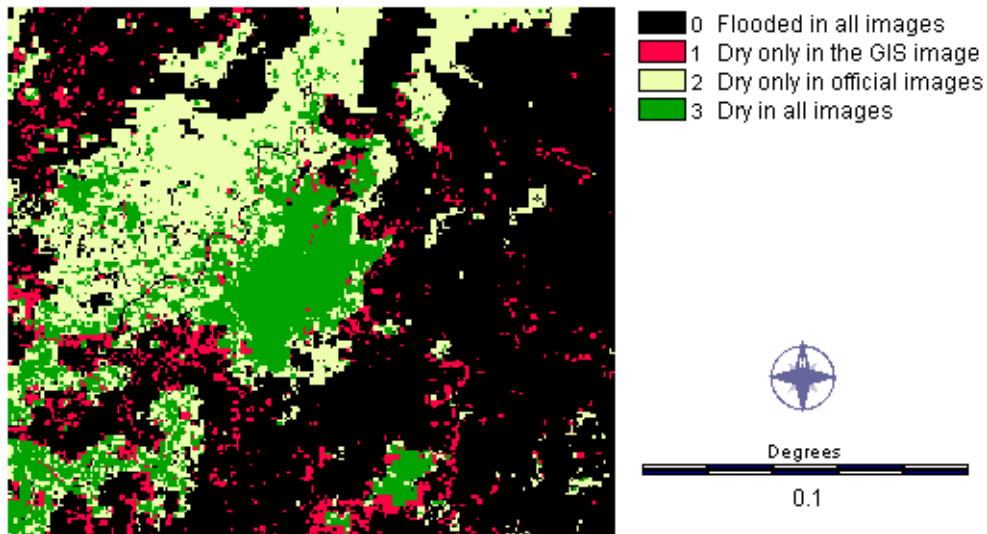 0 Flooded in all images
1 Dry only in the GIS image
2 Dry only in official images
3 Dry in all images
N
Degrees
0.1